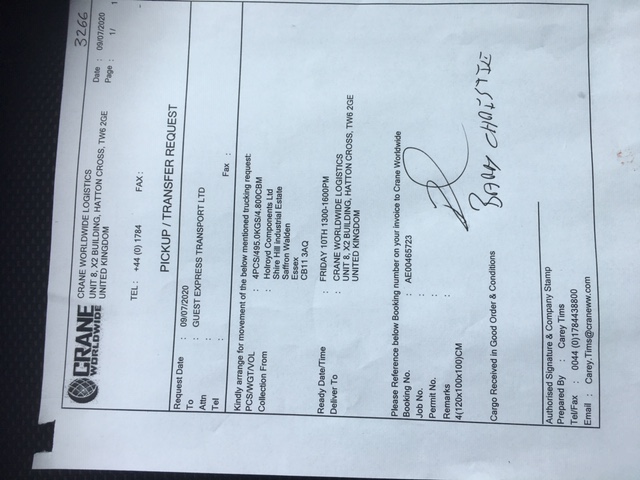 3266
CRANE
WORLDWIDE
CRANE WORLDWIDE LOGISTICS
UNIT 8, X2 BUILDING, HATTON CROSS, TW6 2GE
UNITED KINGDOM
Date : 09/07/2020
Page : 1/ 1
TEL : +44 (0) 1784 FAX :
PICKUP / TRANSFER REQUEST
Request Date : 09/07/2020
To : GUEST EXPRESS TRANSPORT LTD
Attn :
Tel : Fax :
Kindly arrange for movement of the below mentioned trucking request:
PCS/WGT/VOL : 4PCS/495.0KGS/4.800CBM
Collection From : Holroyd Components Ltd
Shire Hill industrial Estate
Saffron Walden
Essex
CB11 3AQ
Ready Date/Time : FRIDAY 10TH 1300-1600PM
Deliver To : CRANE WORLDWIDE LOGISTICS
UNIT 8, X2 BUILDING, HATTON CROSS, TW6 2GE
UNITED KINGDOM
Please Reference below Booking number on your invoice to Crane Worldwide
Booking No. : AE00465723
Job No. :
Permit No. :
Remarks :
4(120x100x100)CM
Cargo Received in Good Order & Conditions
CHRISTIE
Authorised Signature & Company Stamp
Prepared By : Carey Tims
Tel/Fax : 0044 (0)1784438800
Email : Carey.Tims@craneww.com